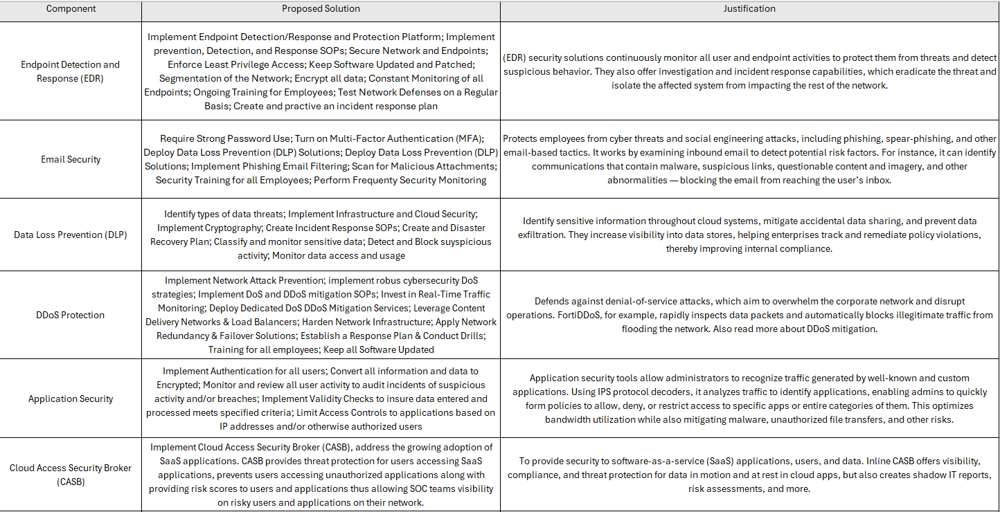 Component
Proposed Solution
Justification
Endpoint Detection and
Response (EDR)
Implement Endpoint Detection/Response and Protection Platform; Implement
prevention, Detection, and Response SOPs; Secure Network and Endpoints;
Enforce Least Privilege Access; Keep Software Updated and Patched;
Segmentation of the Network; Encrypt all data; Constant Monitoring of all
Endpoints; Ongoing Training for Employees; Test Network Defenses on a Regular
Basis; Create and practive an incident response plan
(EDR) security solutions continuously monitor all user and endpoint activities to protect them from threats and detect
suspicious behavior. They also offer investigation and incident response capabilities, which eradicate the threat and
isolate the affected system from impacting the rest of the network.
Email Security
Require Strong Password Use; Turn on Multi-Factor Authentication (MFA);
Deploy Data Loss Prevention (DLP) Solutions; Deploy Data Loss Prevention (DLP)
Solutions; Implement Phishing Email Filtering; Scan for Malicious Attachments;
Security Training for all Employees; Perform Frequenty Security Monitoring
Protects employees from cyber threats and social engineering attacks, including phishing, spear-phishing, and other
email-based tactics. It works by examining inbound email to detect potential risk factors. For instance, it can identify
communications that contain malware, suspicious links, questionable content and imagery, and other
abnormalities — blocking the email from reaching the user's inbox.
Data Loss Prevention (DLP)
Identify types of data threats; Implement Infrastructure and Cloud Security;
Implement Cryptography; Create Incident Response SOPs; Create and Disaster
Recovery Plan; Classify and monitor sensitive data; Detect and Block suyspicious
activity; Monitor data access and usage
Identify sensitive information throughout cloud systems, mitigate accidental data sharing, and prevent data
exfiltration. They increase visibility into data stores, helping enterprises track and remediate policy violations,
thereby improving internal compliance.
DDoS Protection
Implement Network Attack Prevention; implement robus cybersecurity DoS
strategies; Implement DoS and DDoS mitigation SOPs; Invest in Real-Time Traffic
Monitoring; Deploy Dedicated DoS DDoS Mitigation Services; Leverage Content
Delivery Networks & Load Balancers; Harden Network Infrastructure; Apply Network
Redundancy & Failover Solutions; Establish a Response Plan & Conduct Drills;
Training for all employees; Keep all Software Updated
Defends against denial-of-service attacks, which aim to overwhelm the corporate network and disrupt
operations. FortiDDoS, for example, rapidly inspects data packets and automatically blocks illegitimate traffic from
flooding the network. Also read more about DDoS mitigation.
Application Security
Implement Authentication for all users; Convert all information and data to
Encrypted; Monitor and review all user activity to audit incidents of suspicious
activity and/or breaches; Implement Validity Checks to insure data entered and
processed meets specified criteria; Limit Access Controls to applications based on
IP addresses and/or otherwise authorized users
Application security tools allow administrators to recognize traffic generated by well-known and custom
applications. Using IPS protocol decoders, it analyzes traffic to identify applications, enabling admins to quickly
form policies to allow, deny, or restrict access to specific apps or entire categories of them. This optimizes
bandwidth utilization while also mitigating malware, unauthorized file transfers, and other risks.
Cloud Access Security Broker
(CASB)
Implement Cloud Access Security Broker (CASB), address the growing adoption of
SaaS applications. CASB provides threat protection for users accessing SaaS
applications, prevents users accessing unauthorized applications along with
providing risk scores to users and applications thus allowing SOC teams visibility
on risky users and applications on their network.
To provide security to software-as-a-service (SaaS) applications, users, and data. Inline CASB offers visibility,
compliance, and threat protection for data in motion and at rest in cloud apps, but also creates shadow IT reports,
risk assessments, and more.